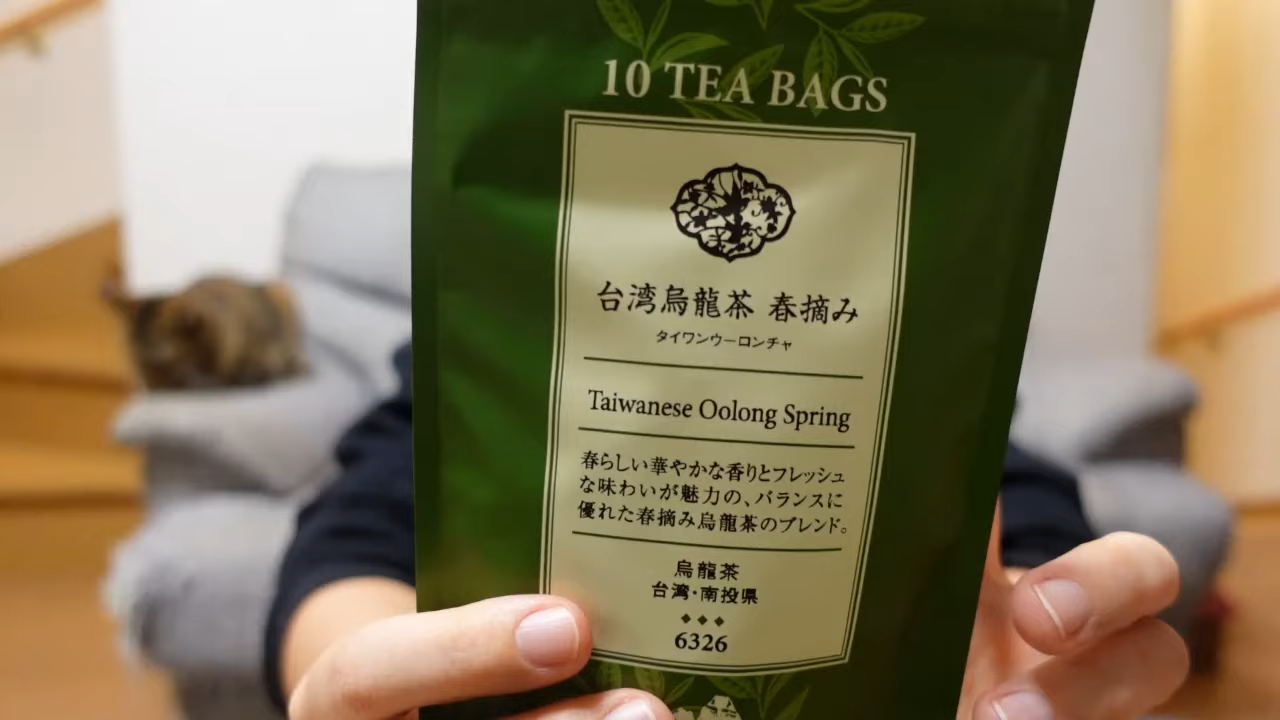 10 TEA BAGS
台湾烏龍茶 春摘み
タイワンウーロンチャ
Taiwanese Oolong Spring
春らしい華やかな香りとフレッシュ
な味わいが魅力の、バランスに
優れた春摘み烏龍茶のブレンド。
烏龍茶
台湾・南投県
◆◆◆
6326